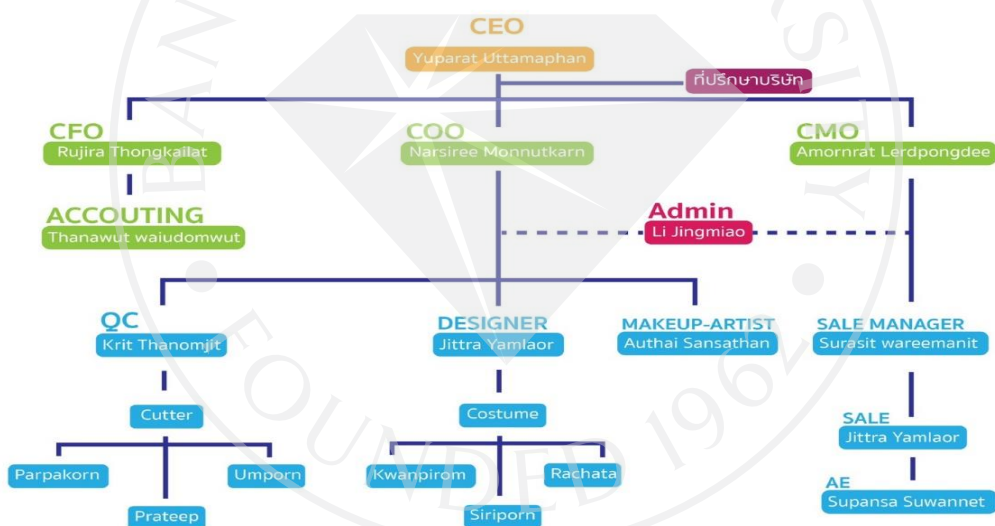 CEO
Yuparat Uttamaphan
ที่ปรึกษาบริษัท
CFO
Rujira Thongkailat
COO
Narsiree Monnutkarn
CMO
Amornrat Lerdpongdee
ACCOUTING
Thanawut waiudomwut
Admin
Li Jingmiao
QC
Krit Thanomjit
DESIGNER
Jittra Yamlaor
MAKEUP-ARTIST
Authai Sansathan
SALE MANAGER
Surasit wareemanit
Cutter
Costume
SALE
Jittra Yamlaor
Parpakorn
Umporn
Kwanpirom
Rachata
AE
Supansa Suwannet
Prateep
Siriporn
FOUNDED 1962